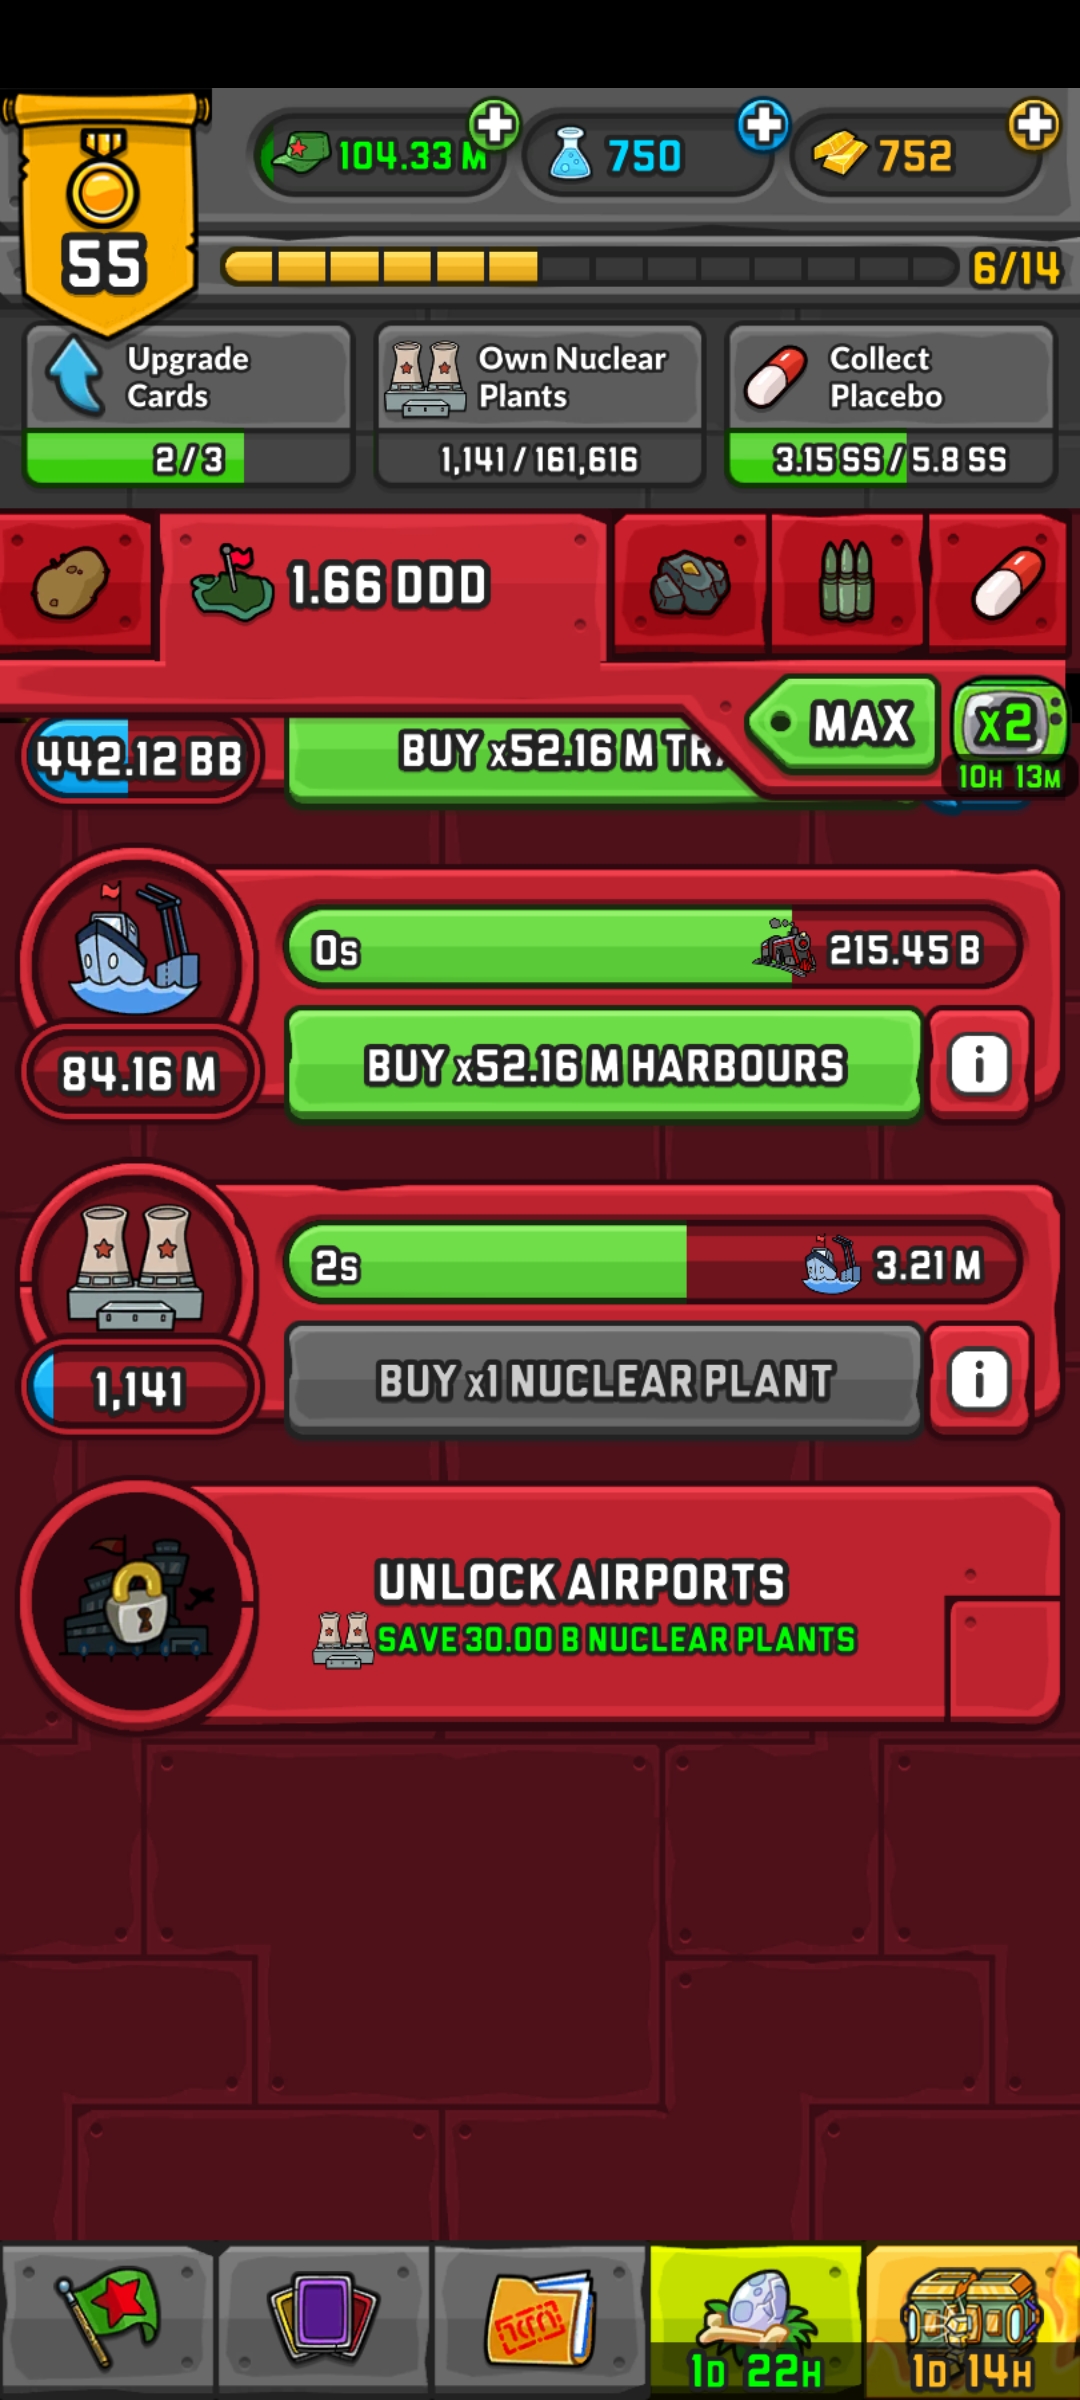 55
104.33 M
750
752
6/14
Upgrade
Cards
2/3
Own Nuclear
Plants
1,141/161,616
Collect
Placebo
3.15 SS/5.8 SS
1.66 DDD
MAX
x2
10H 13M
442.12 BB
BUY x52.16 M
0s
215.45 B
84.16 M
BUY x52.16 M HARBOURS
i
2s
3.21 M
1,141
BUY x1 NUCLEAR PLANT
i
UNLOCK AIRPORTS
SAVE 30.00 B NUCLEAR PLANTS
1D 22H
1D 14H